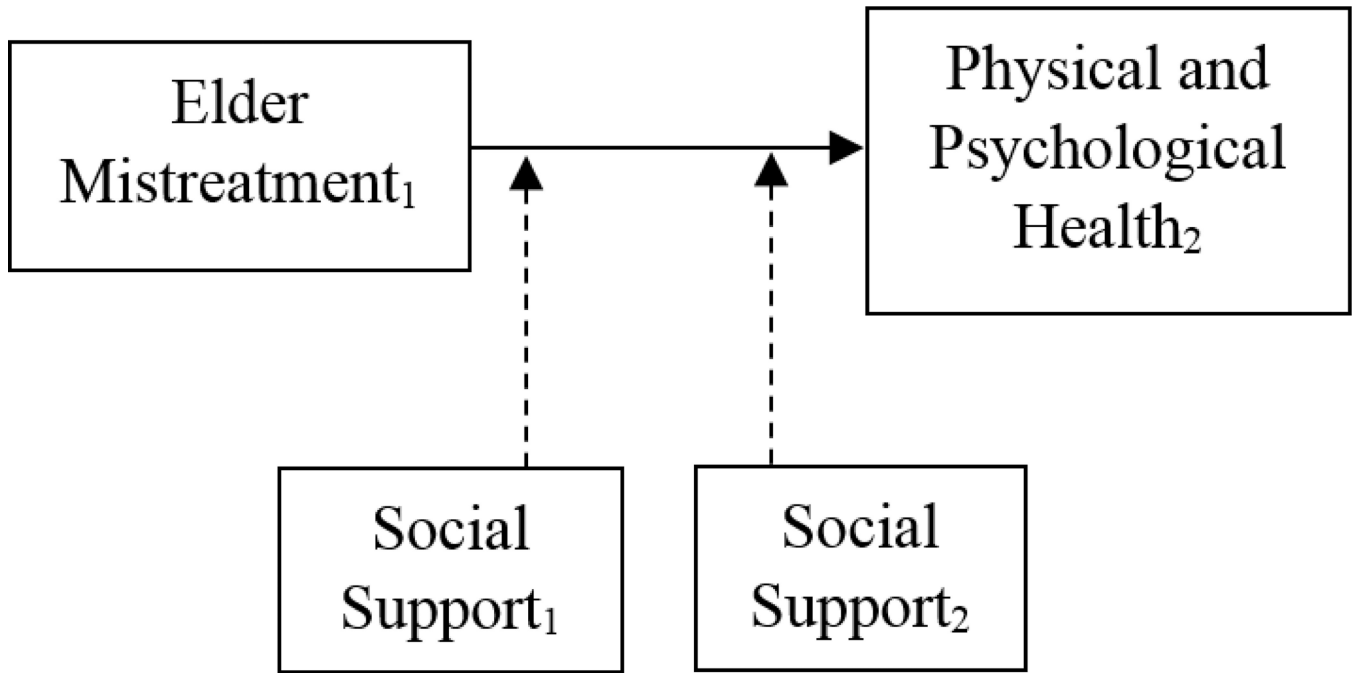 Elder
Mistreatment₁
Physical and
Psychological
Health₂
Social
Support₁
Social
Support₂